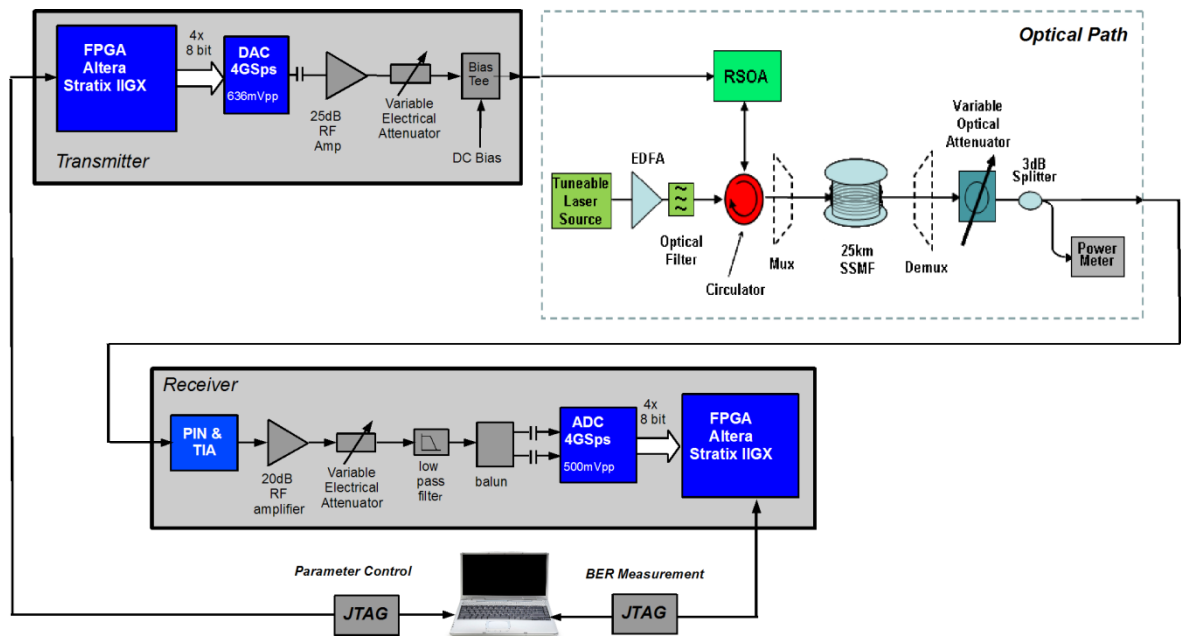 FPGA
Altera
Stratix IIGX
4x
8 bit
DAC
4GSps
636mVpp
25dB
RF
Amp
Variable
Electrical
Attenuator
Bias
Tee
DC Bias
Transmitter
Optical Path
RSOA
EDFA
Tuneable
Laser
Source
Optical
Filter
Circulator
Mux
25km
SSMF
Demux
Variable
Optical
Attenuator
3dB
Splitter
Power
Meter
Receiver
PIN &
TIA
20dB
RF
amplifier
Variable
Electrical
Attenuator
low
pass
filter
balun
ADC
4GSps
500mVpp
4x
8 bit
FPGA
Altera
Stratix IIGX
Parameter Control
JTAG
BER Measurement
JTAG